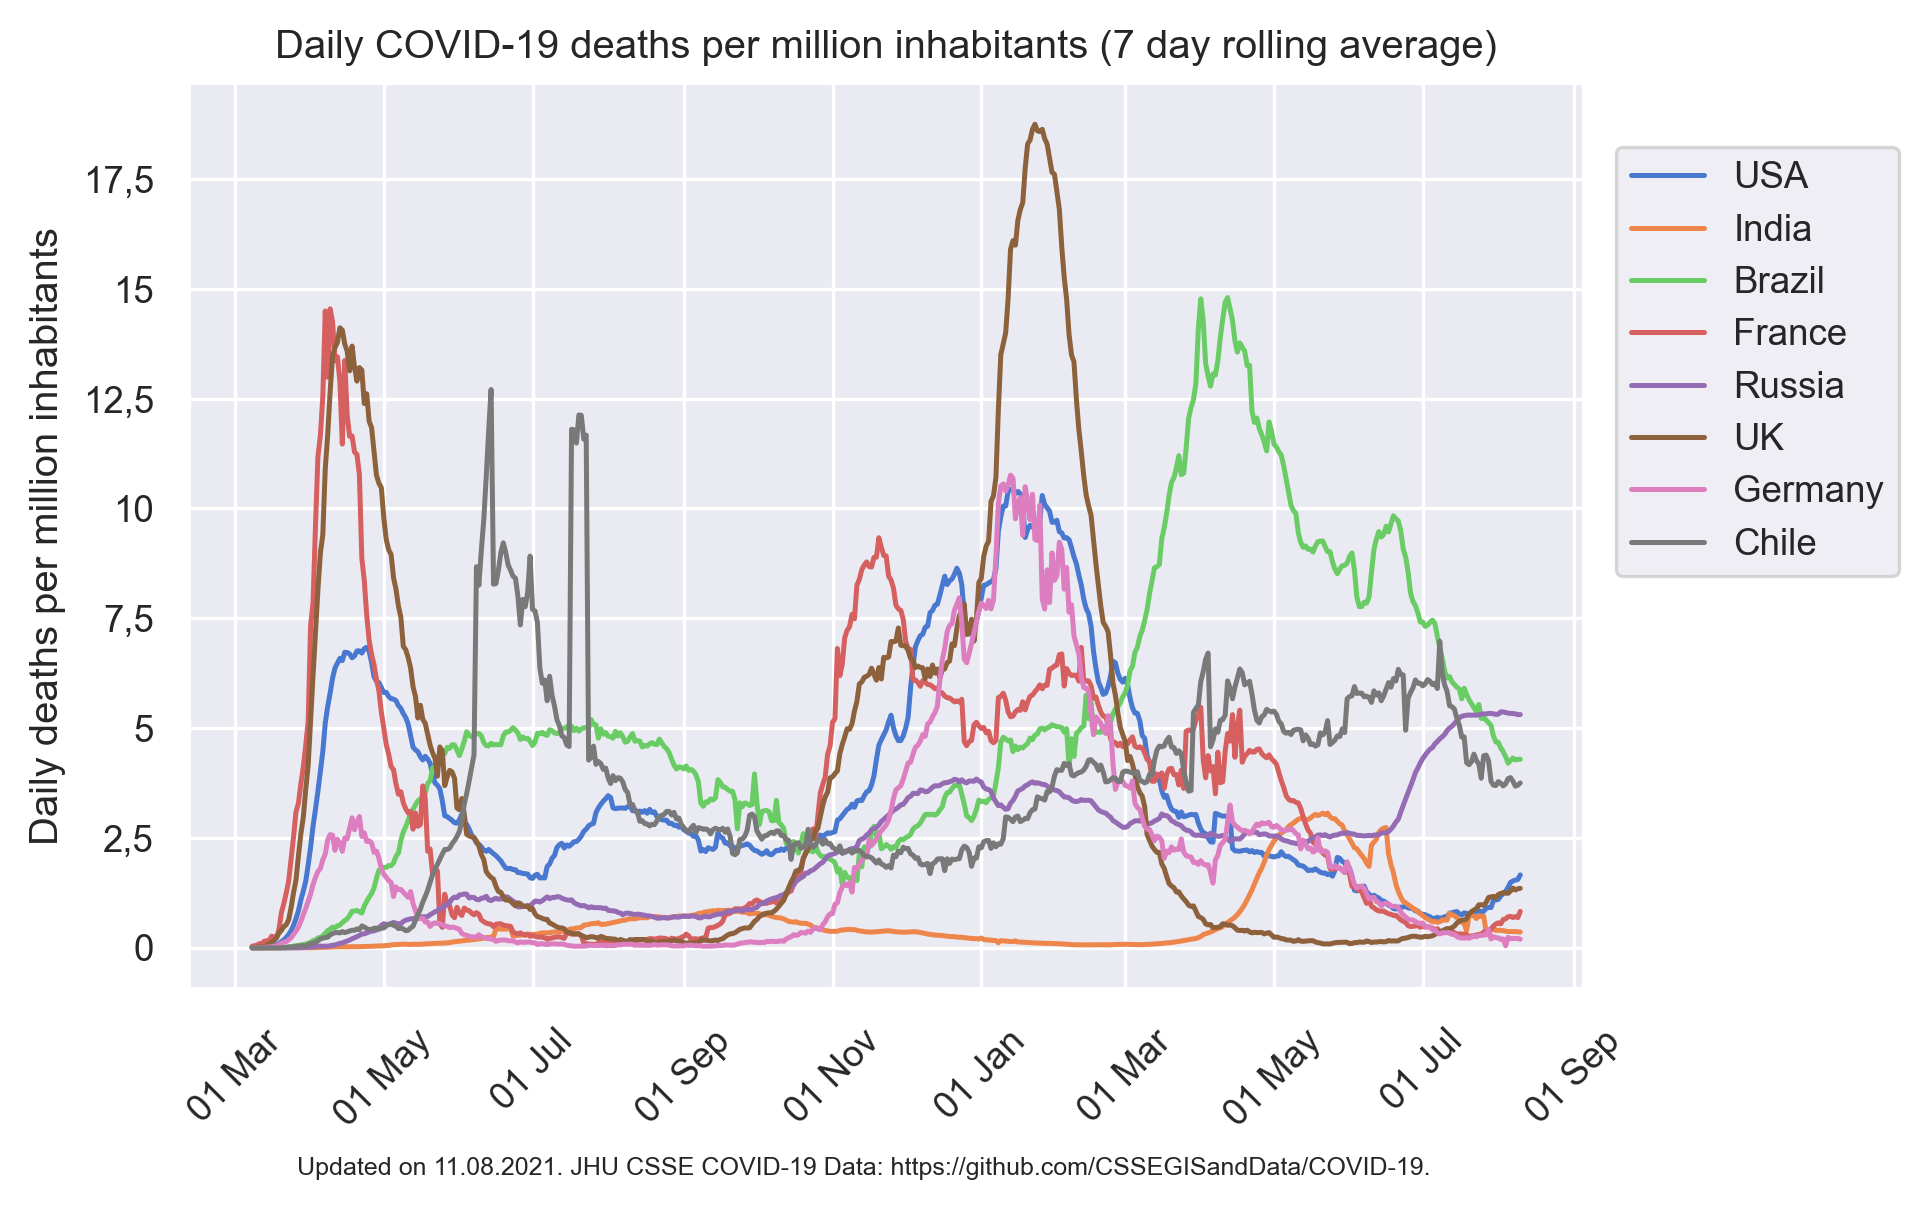 Daily COVID-19 deaths per million inhabitants (7 day rolling average)
Daily deaths per million inhabitants
17,5
15
12,5
10
7,5
5
2,5
0
01 Mar
01 May
01 Jul
01 Sep
01 Nov
01 Jan
01 Mar
01 May
01 Jul
01 Sep
USA
India
Brazil
France
Russia
UK
Germany
Chile
Updated on 11.08.2021. JHU CSSE COVID-19 Data: https://github.com/CSSEGISandData/COVID-19.